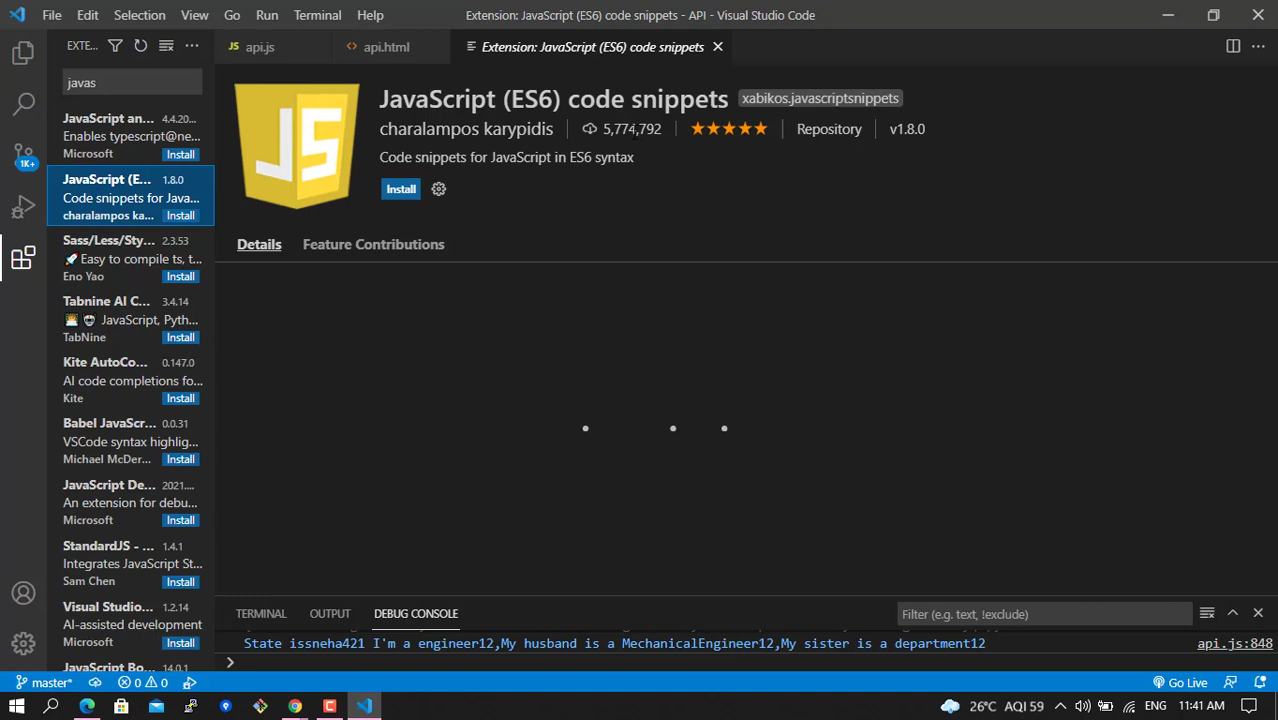 File Edit Selection View Go Run Terminal Help Extension: JavaScript (ES6) code snippets - API - Visual Studio Code
EXTE... JS api.js <> api.html Extension: JavaScript (ES6) code snippets
javas
JavaScript an... 4.4.20...
Enables typescript@ne...
Microsoft Install
JavaScript (E... 1.8.0
Code snippets for Java...
charalampos ka... Install
Sass/Less/Sty... 2.3.53
🚀 Easy to compile ts, t...
Eno Yao Install
Tabnine AI C... 3.4.14
JavaScript, Pyth...
TabNine Install
Kite AutoCo... 0.147.0
AI code completions fo...
Kite Install
Babel JavaScr... 0.0.31
VSCode syntax highlig...
Michael McDer... Install
JavaScript De... 2021....
An extension for debu...
Microsoft Install
StandardJS - ... 1.4.1
Integrates JavaScript St...
Sam Chen Install
Visual Studio... 1.2.14
AI-assisted development
Microsoft Install
JavaScript Bo... 14.0.1
JS
JavaScript (ES6) code snippets xabikos.javascriptsnippets
charalampos karypidis 5,774,792 Repository v1.8.0
Code snippets for JavaScript in ES6 syntax
Install
Details Feature Contributions
TERMINAL OUTPUT DEBUG CONSOLE Filter (e.g. text, !exclude)
State issneha421 I'm a engineer12,My husband is a MechanicalEngineer12,My sister is a department12 api.js:848
1K+
master* 0 0 Go Live
26°C AQI 59 ENG 11:41 AM